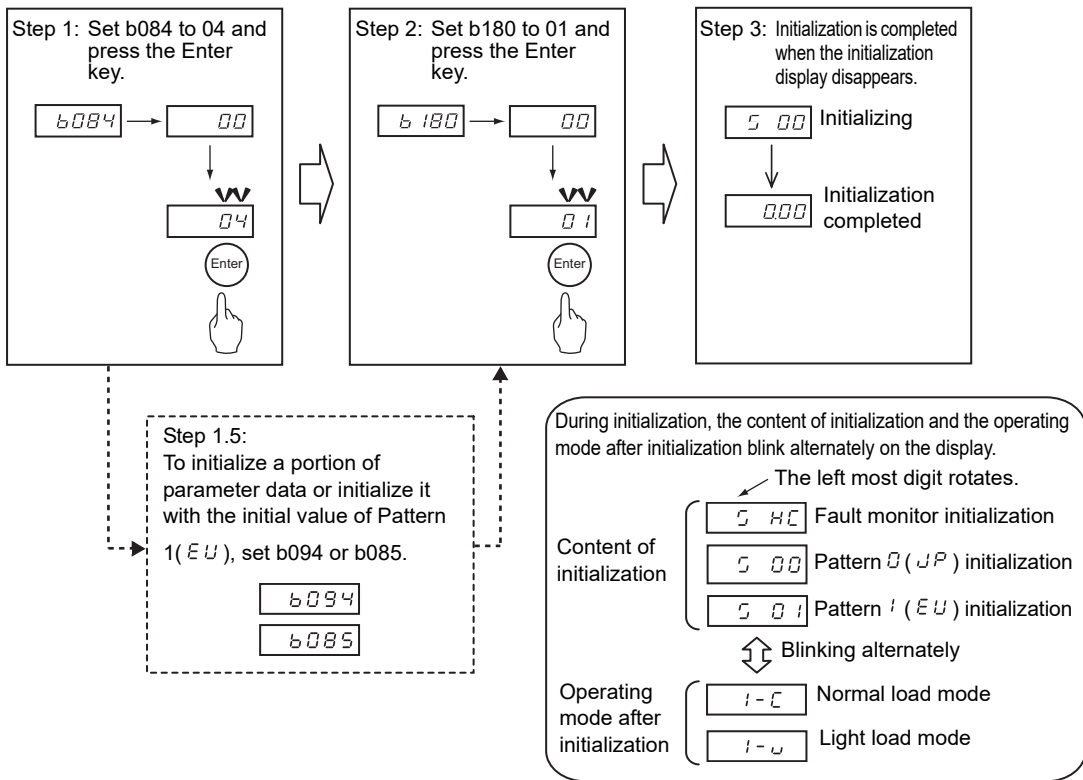 Step 1: Set b084 to 04 and
press the Enter
key.
b084
00
04
Enter
Step 2: Set b180 to 01 and
press the Enter
key.
b180
00
01
Enter
Step 3: Initialization is completed
when the initialization
display disappears.
5 00 Initializing
0.00 Initialization
completed
Step 1.5:
To initialize a portion of
parameter data or initialize it
with the initial value of Pattern
1(EU), set b094 or b085.
b094
b085
During initialization, the content of initialization and the operating
mode after initialization blink alternately on the display.
The left most digit rotates.
Content of
initialization
5 HC Fault monitor initialization
5 00 Pattern 0 (JP) initialization
5 01 Pattern 1 (EU) initialization
Blinking alternately
Operating
mode after
initialization
1-C Normal load mode
1-u Light load mode